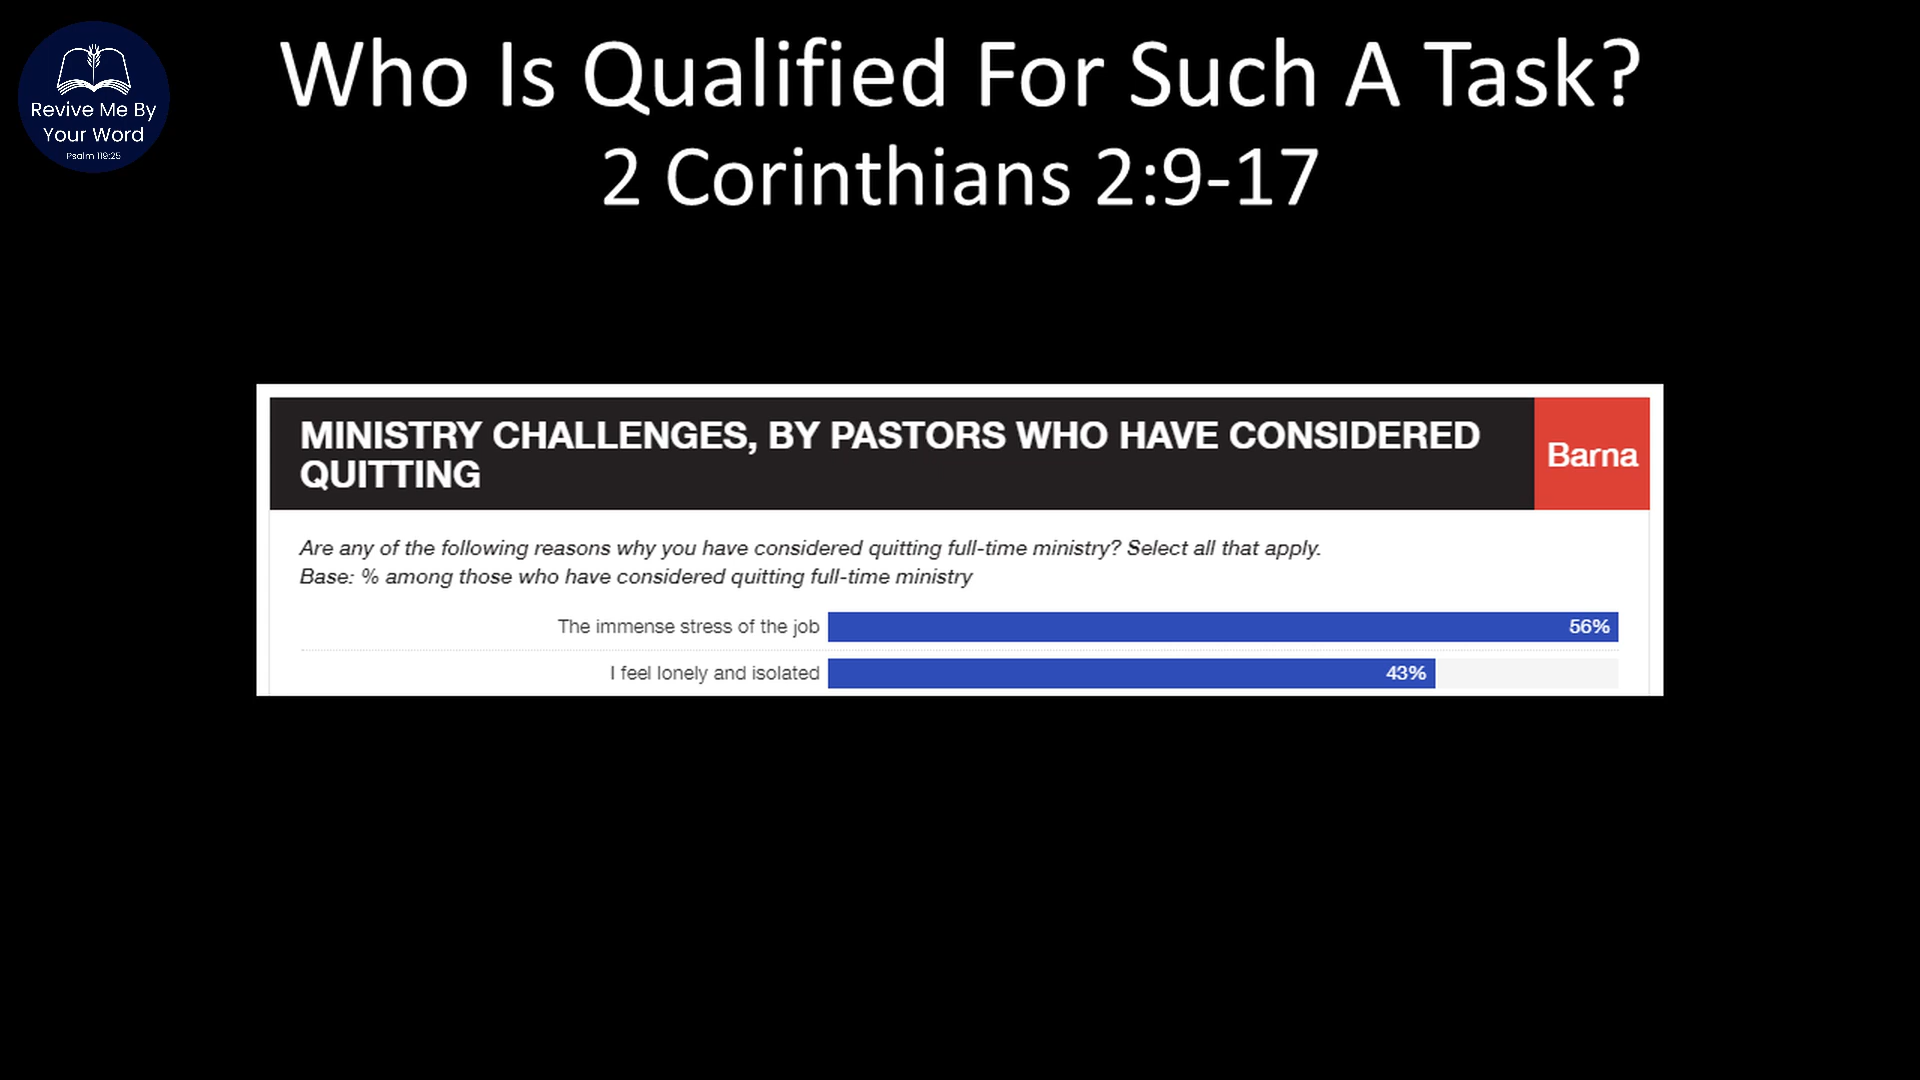 Revive Me By
Your Word
Psalm 119:25
Who Is Qualified For Such A Task?
2 Corinthians 2:9-17
MINISTRY CHALLENGES, BY PASTORS WHO HAVE CONSIDERED
QUITTING
Barna
Are any of the following reasons why you have considered quitting full-time ministry? Select all that apply.
Base: % among those who have considered quitting full-time ministry
The immense stress of the job 56%
I feel lonely and isolated 43%